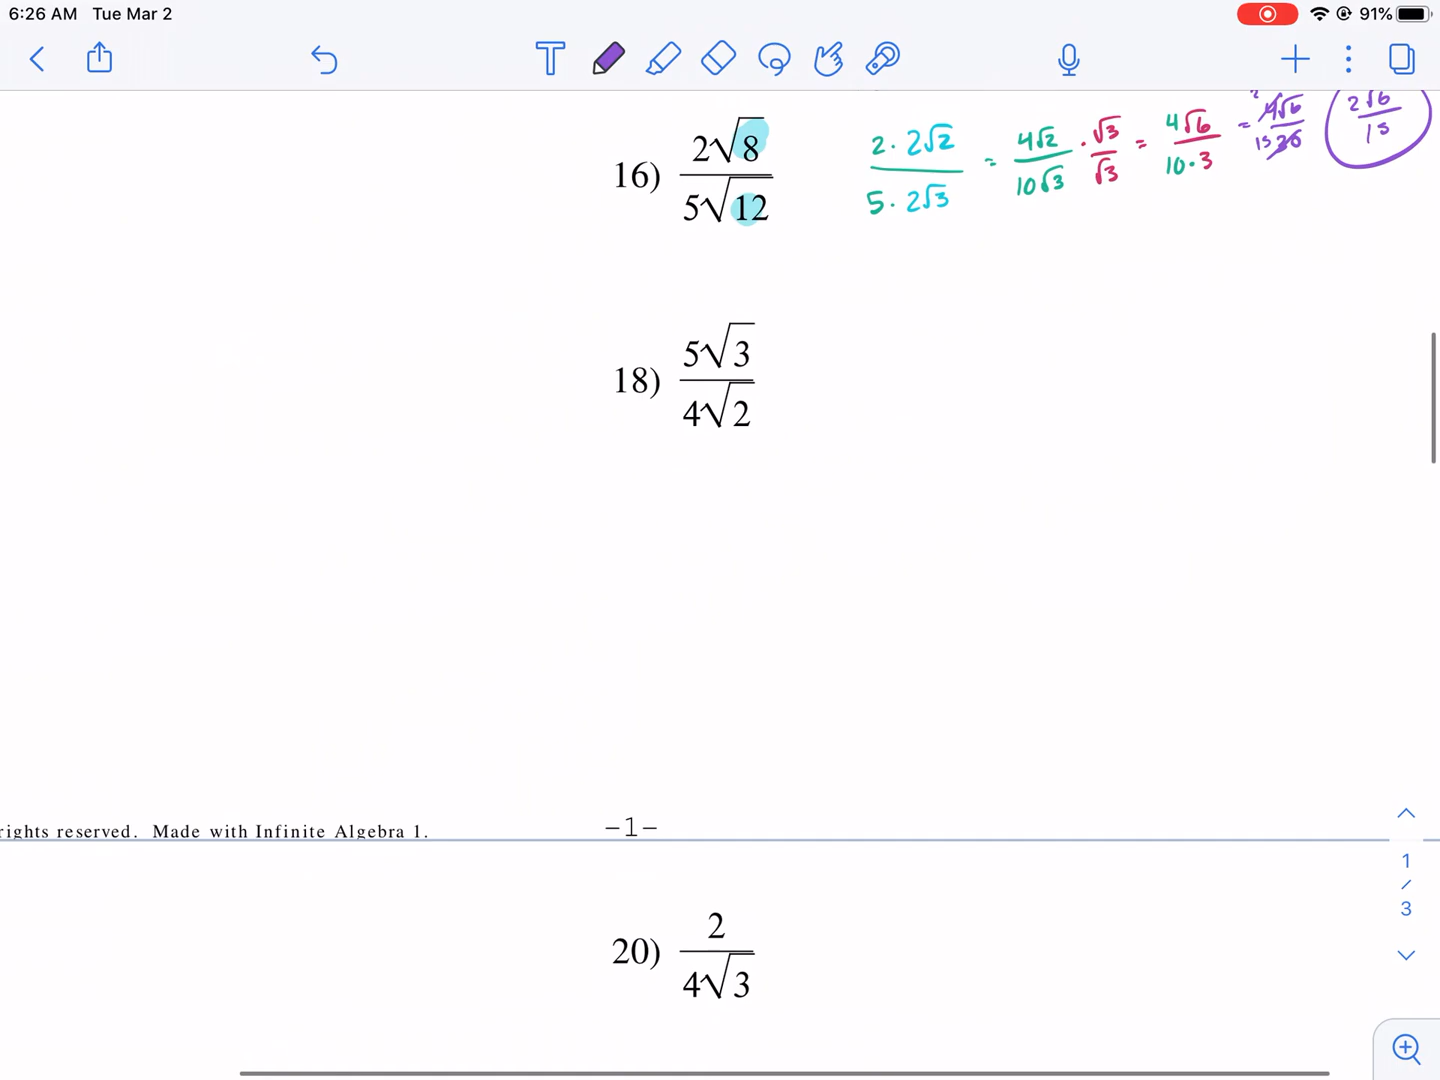 6:26 AM Tue Mar 2
91%
16) 2√8 / 5√12
2 · 2√2 / 5 · 2√3 = 4√2 / 10√3 · √3 / √3 = 4√6 / 10 · 3 = 4√6 / 30 2 15 2√6 / 15
18) 5√3 / 4√2
rights reserved. Made with Infinite Algebra 1.
-1-
1
/
3
20) 2 / 4√3